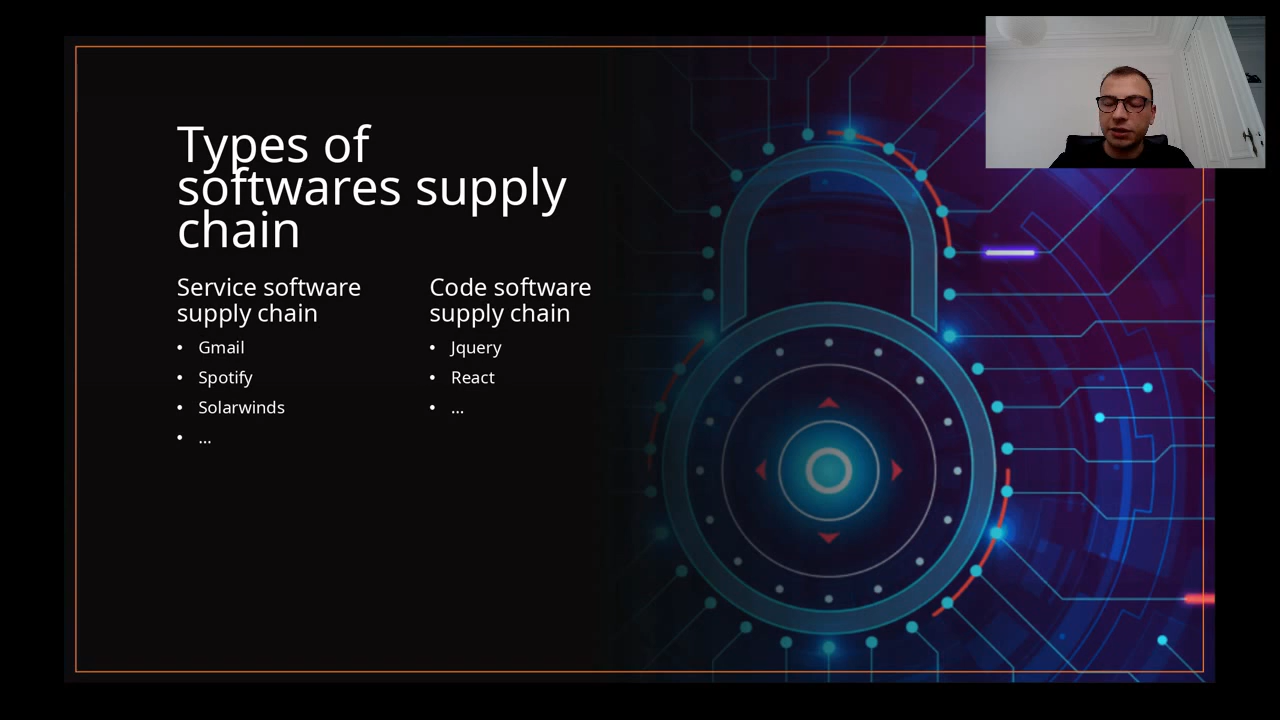 Types of
softwares supply
chain
Service software
supply chain
• Gmail
• Spotify
• Solarwinds
• ...
Code software
supply chain
• Jquery
• React
• ...